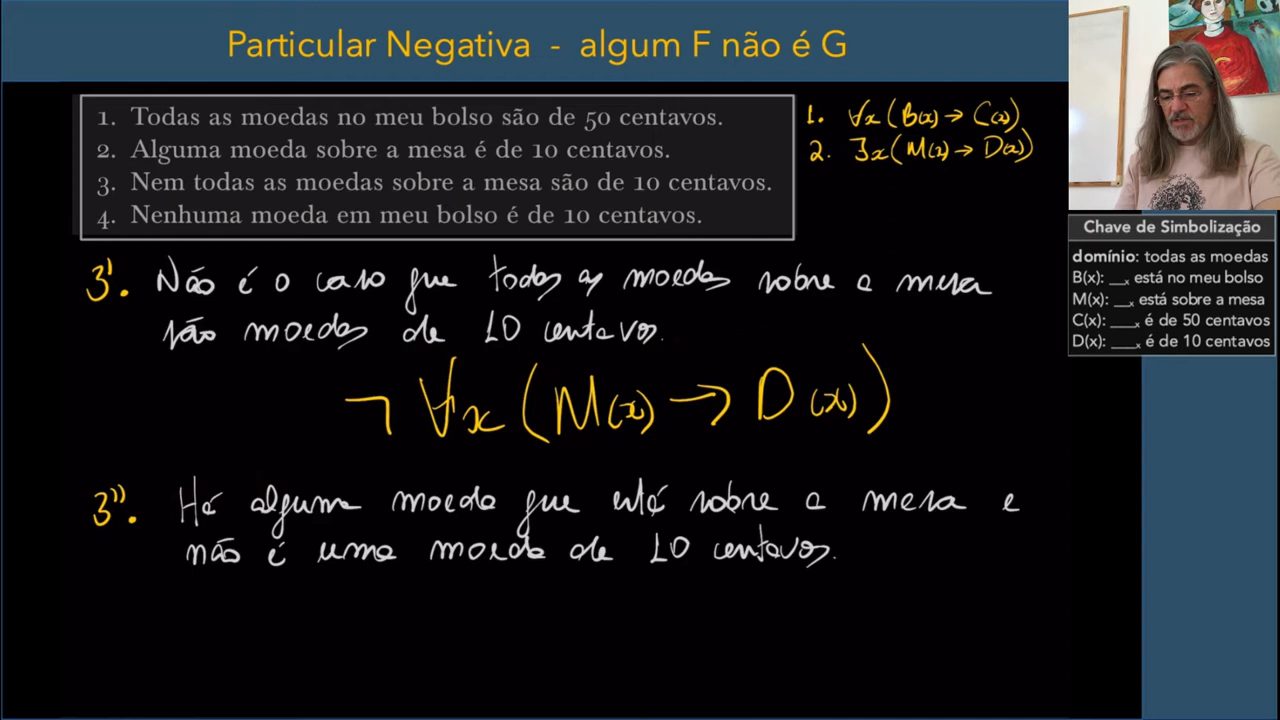 Particular Negativa - algum F não é G
1. Todas as moedas no meu bolso são de 50 centavos.
2. Alguma moeda sobre a mesa é de 10 centavos.
3. Nem todas as moedas sobre a mesa são de 10 centavos.
4. Nenhuma moeda em meu bolso é de 10 centavos.
1. ∀x(B(x)→C(x))
2. ∃x(M(x)→D(x))
Chave de Simbolização
domínio: todas as moedas
B(x): __x está no meu bolso
M(x): __x está sobre a mesa
C(x): ___x é de 50 centavos
D(x): ___x é de 10 centavos
3'. Não é o caso que todas as moedas sobre a mesa
são moedas de 10 centavos.
¬∀x(M(x)→D(x))
3''. Há alguma moeda que está sobre a mesa e
não é uma moeda de 10 centavos.